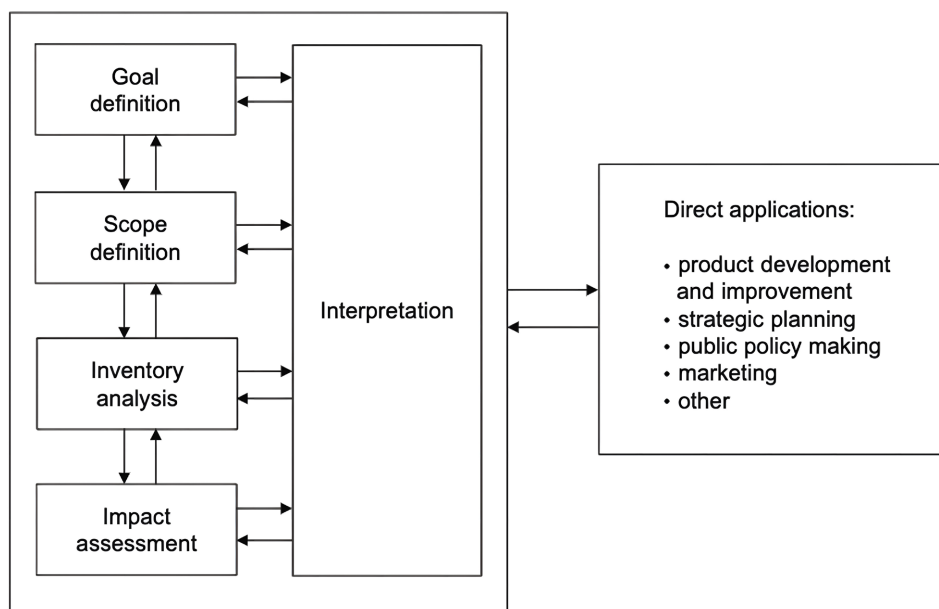 Goal
definition
Scope
definition
Inventory
analysis
Impact
assessment
Interpretation
Direct applications:
• product development
and improvement
• strategic planning
• public policy making
• marketing
• other